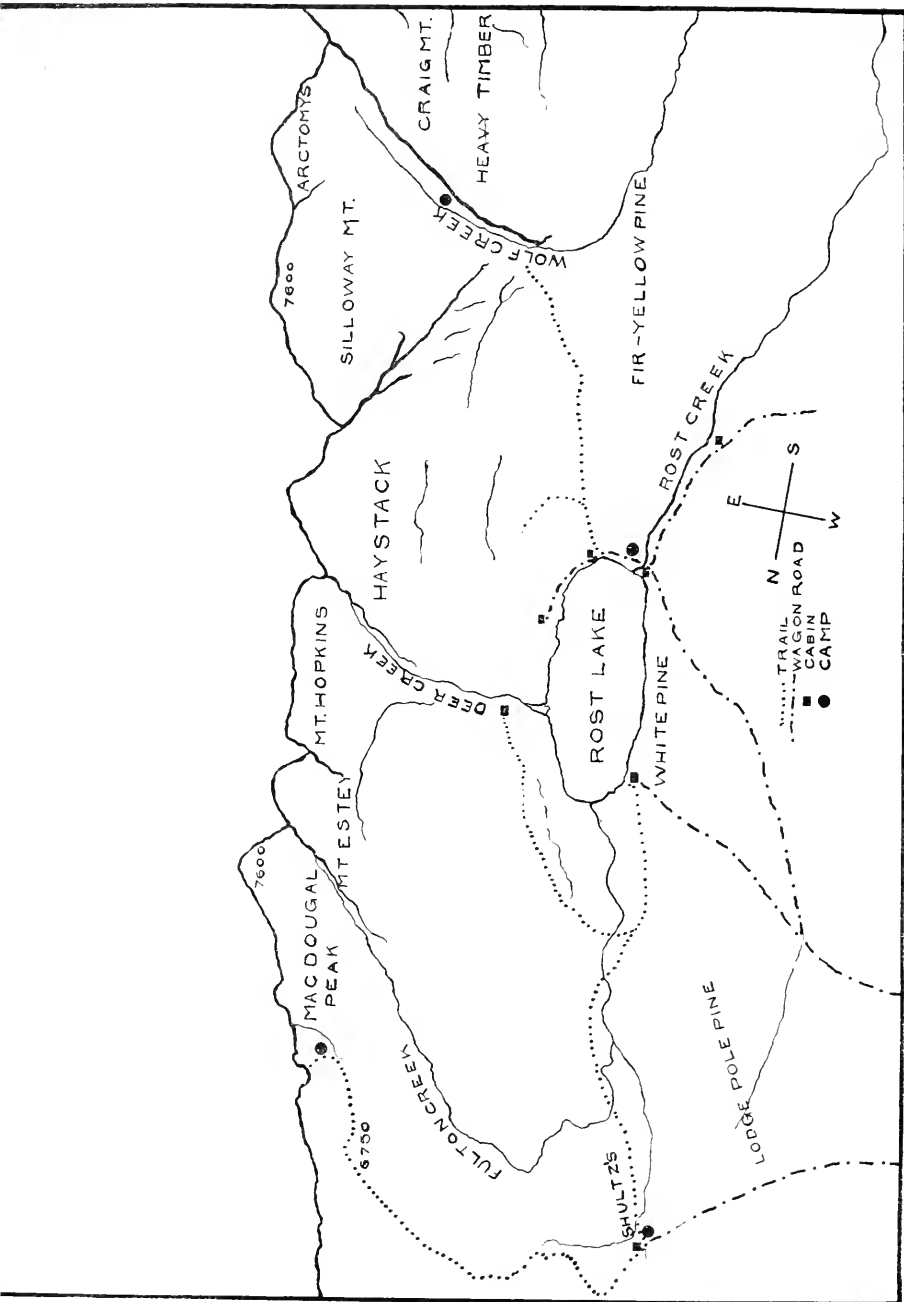 ARCTOMYS
7600
SILLOWAY MT.
CRAIG MT.
HEAVY TIMBER
WOLF CREEK
FIR-YELLOW PINE
HAYSTACK
ROST CREEK
MT. HOPKINS
DEER CREEK
ROST LAKE
WHITE PINE
7600
MT ESTEY
MAC DOUGAL
PEAK
6750
FULTON CREEK
SHULTZ'S
LODGE POLE PINE
E
S
N
W
TRAIL
WAGON ROAD
CABIN
CAMP